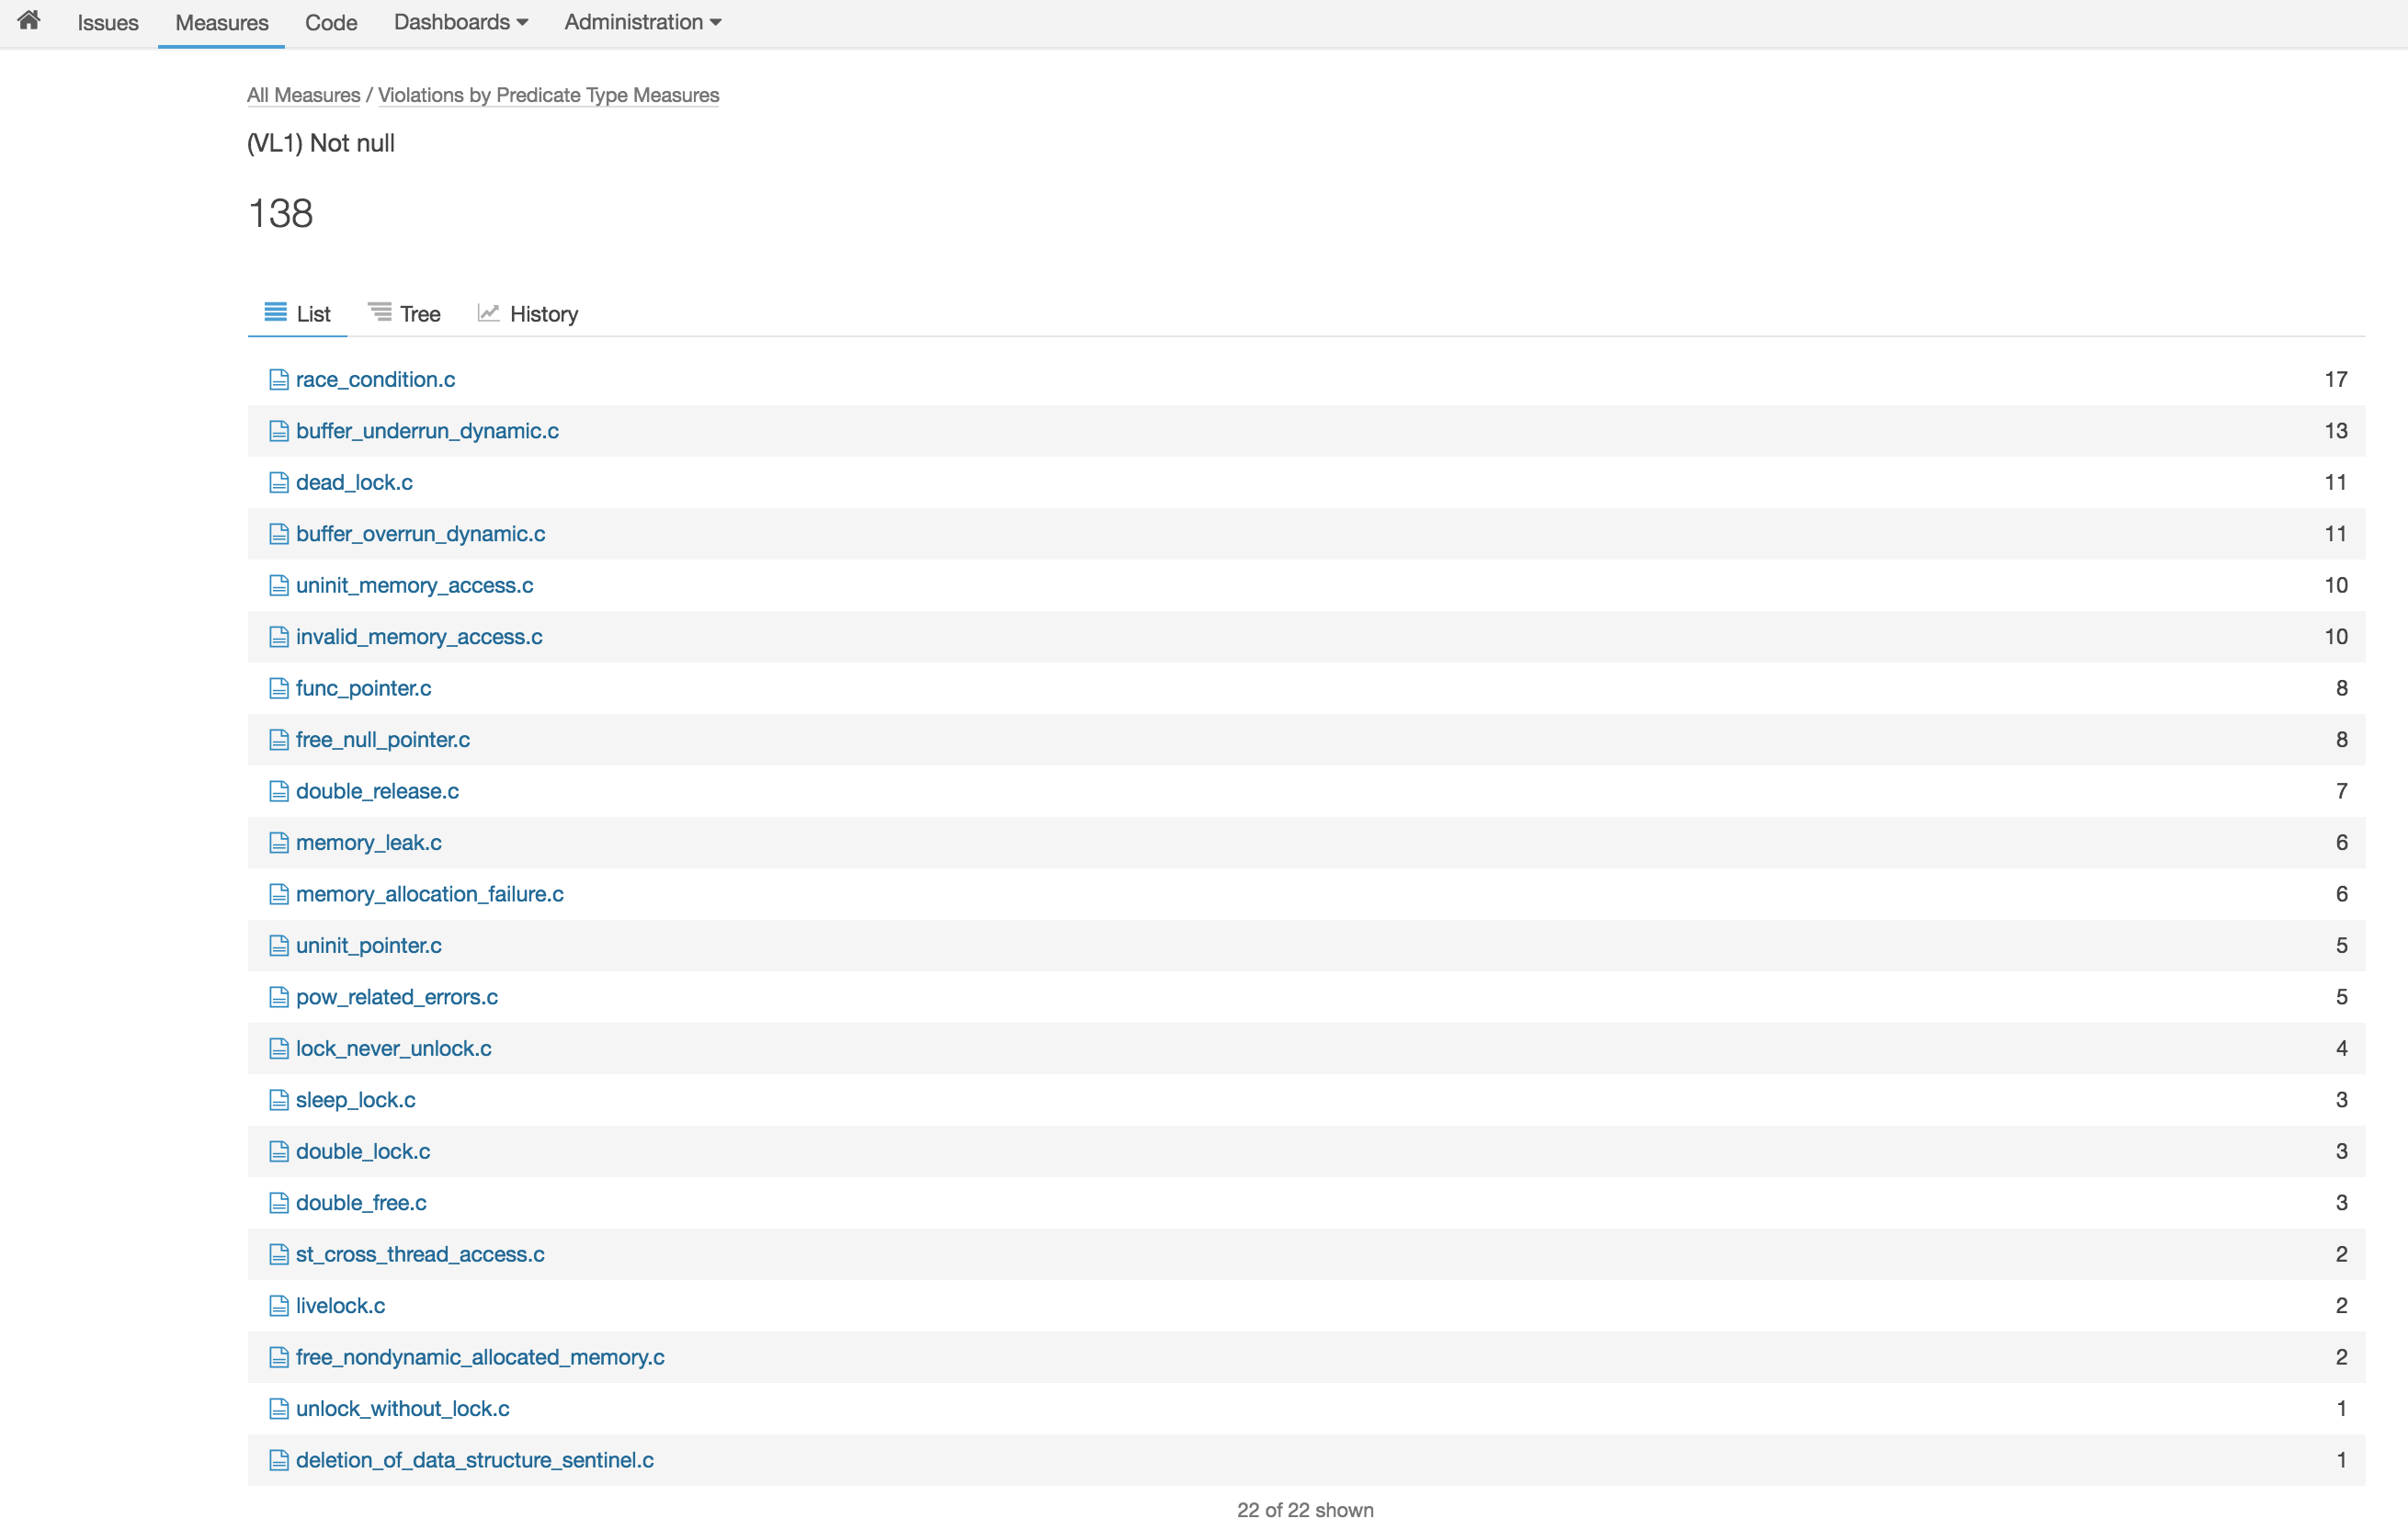 Issues Measures Code Dashboards Administration
All Measures / Violations by Predicate Type Measures
(VL1) Not null
138
List Tree History
race_condition.c 17
buffer_underrun_dynamic.c 13
dead_lock.c 11
buffer_overrun_dynamic.c 11
uninit_memory_access.c 10
invalid_memory_access.c 10
func_pointer.c 8
free_null_pointer.c 8
double_release.c 7
memory_leak.c 6
memory_allocation_failure.c 6
uninit_pointer.c 5
pow_related_errors.c 5
lock_never_unlock.c 4
sleep_lock.c 3
double_lock.c 3
double_free.c 3
st_cross_thread_access.c 2
livelock.c 2
free_nondynamic_allocated_memory.c 2
unlock_without_lock.c 1
deletion_of_data_structure_sentinel.c 1
22 of 22 shown